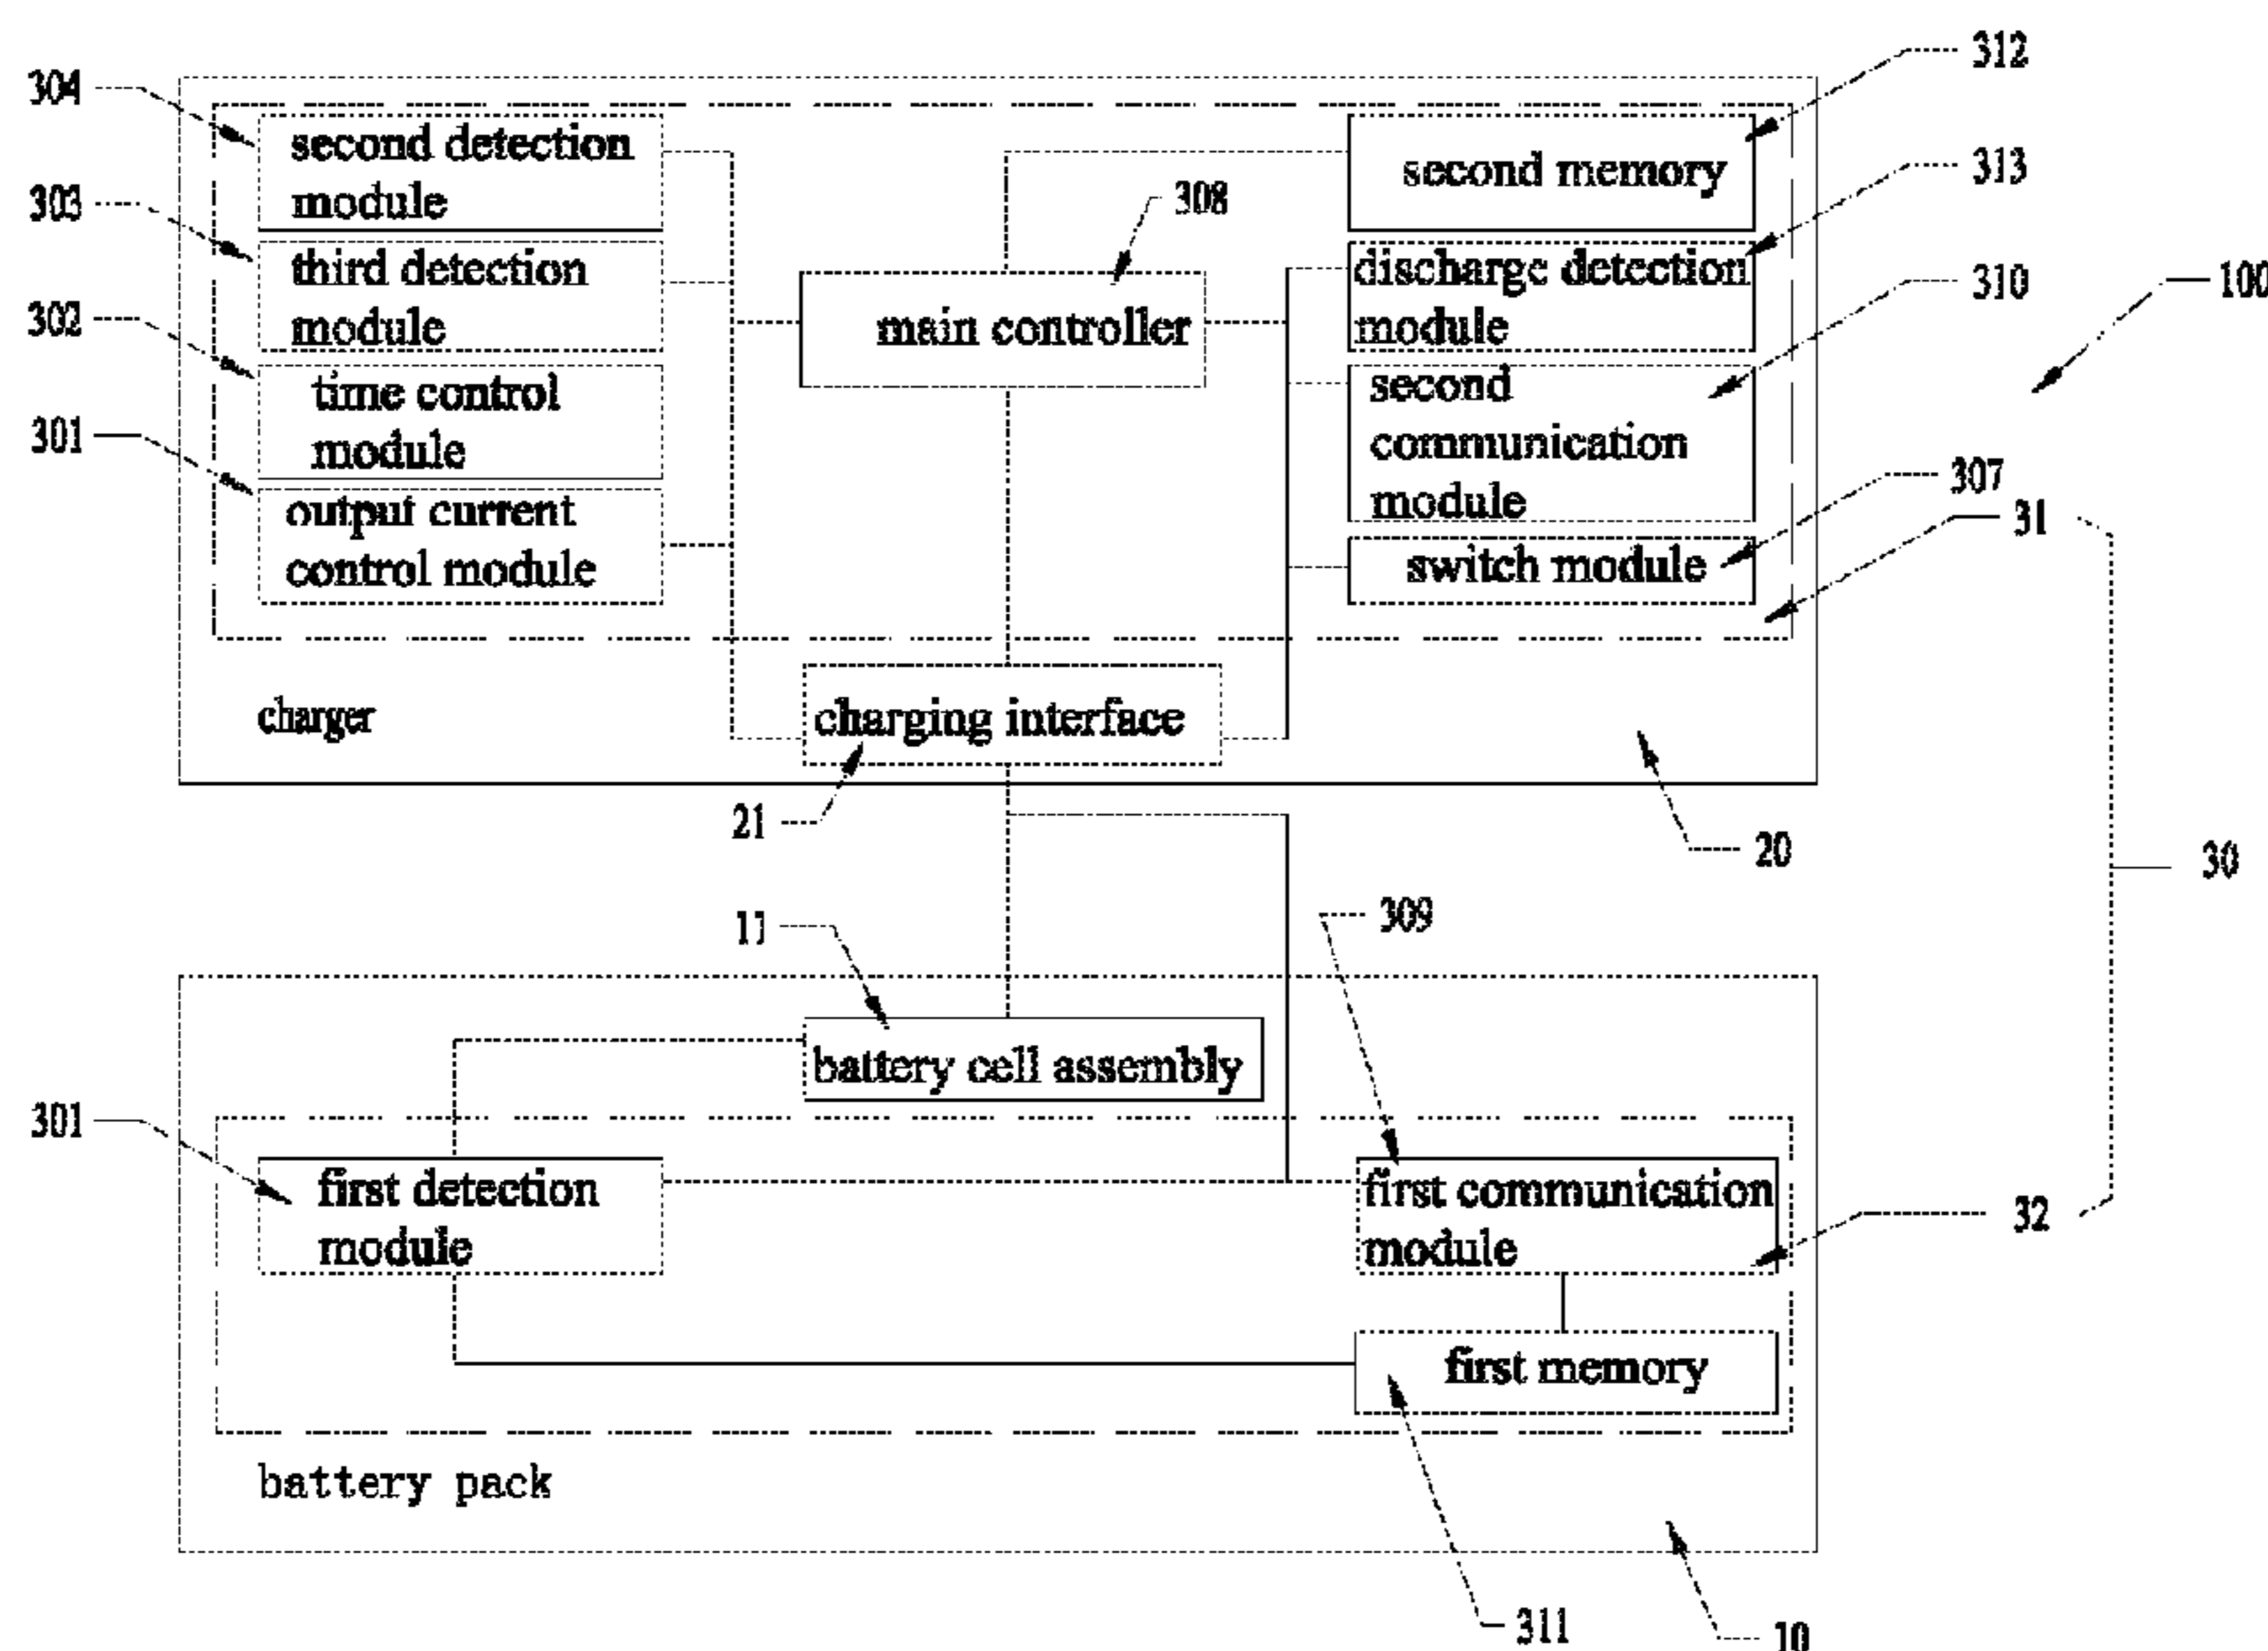 312
304
second detection
module
second memory
313
303
308
third detection
module
discharge detection
module
310
100
main controller
302
time control
module
second
communication
module
301
307
output current
control module
31
switch module
charger
charging interface
21
20
30
11
309
battery cell assembly
301
first detection
module
first communication
module
32
first memory
battery pack
311
10